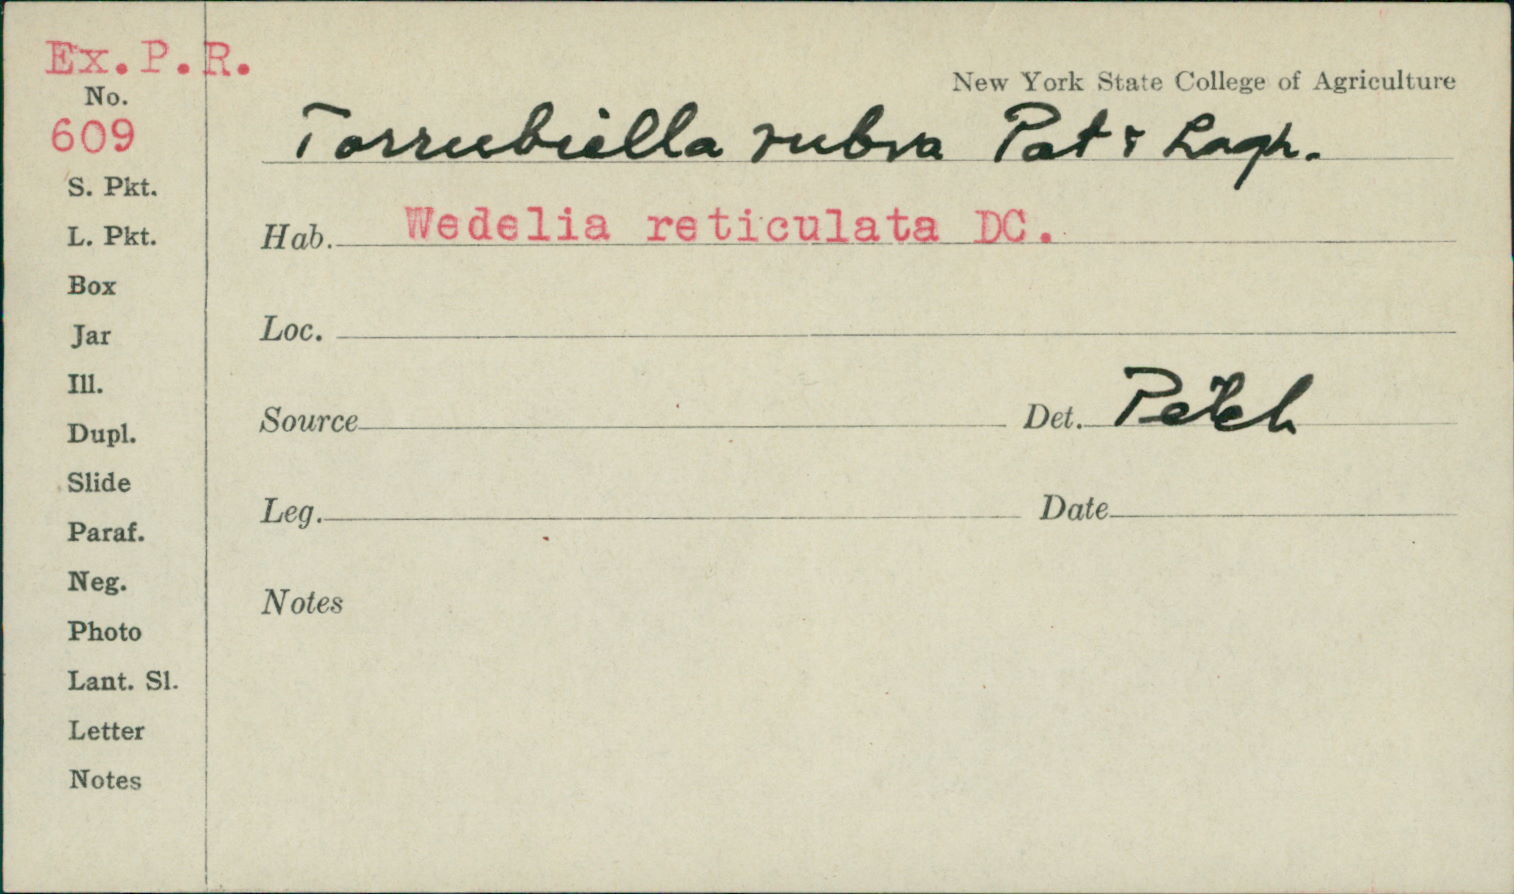 Ex. P. R.
New York State College of Agriculture
No.
609
Torrubiella rubra Pat & Lagh.
S. Pkt.
L. Pkt.
Hab. Wedelia reticulata DC.
Box
Jar
Loc.
Ill.
Dupl.
Source Det. Petch
Slide
Leg. Date
Paraf.
Neg.
Notes
Photo
Lant. Sl.
Letter
Notes